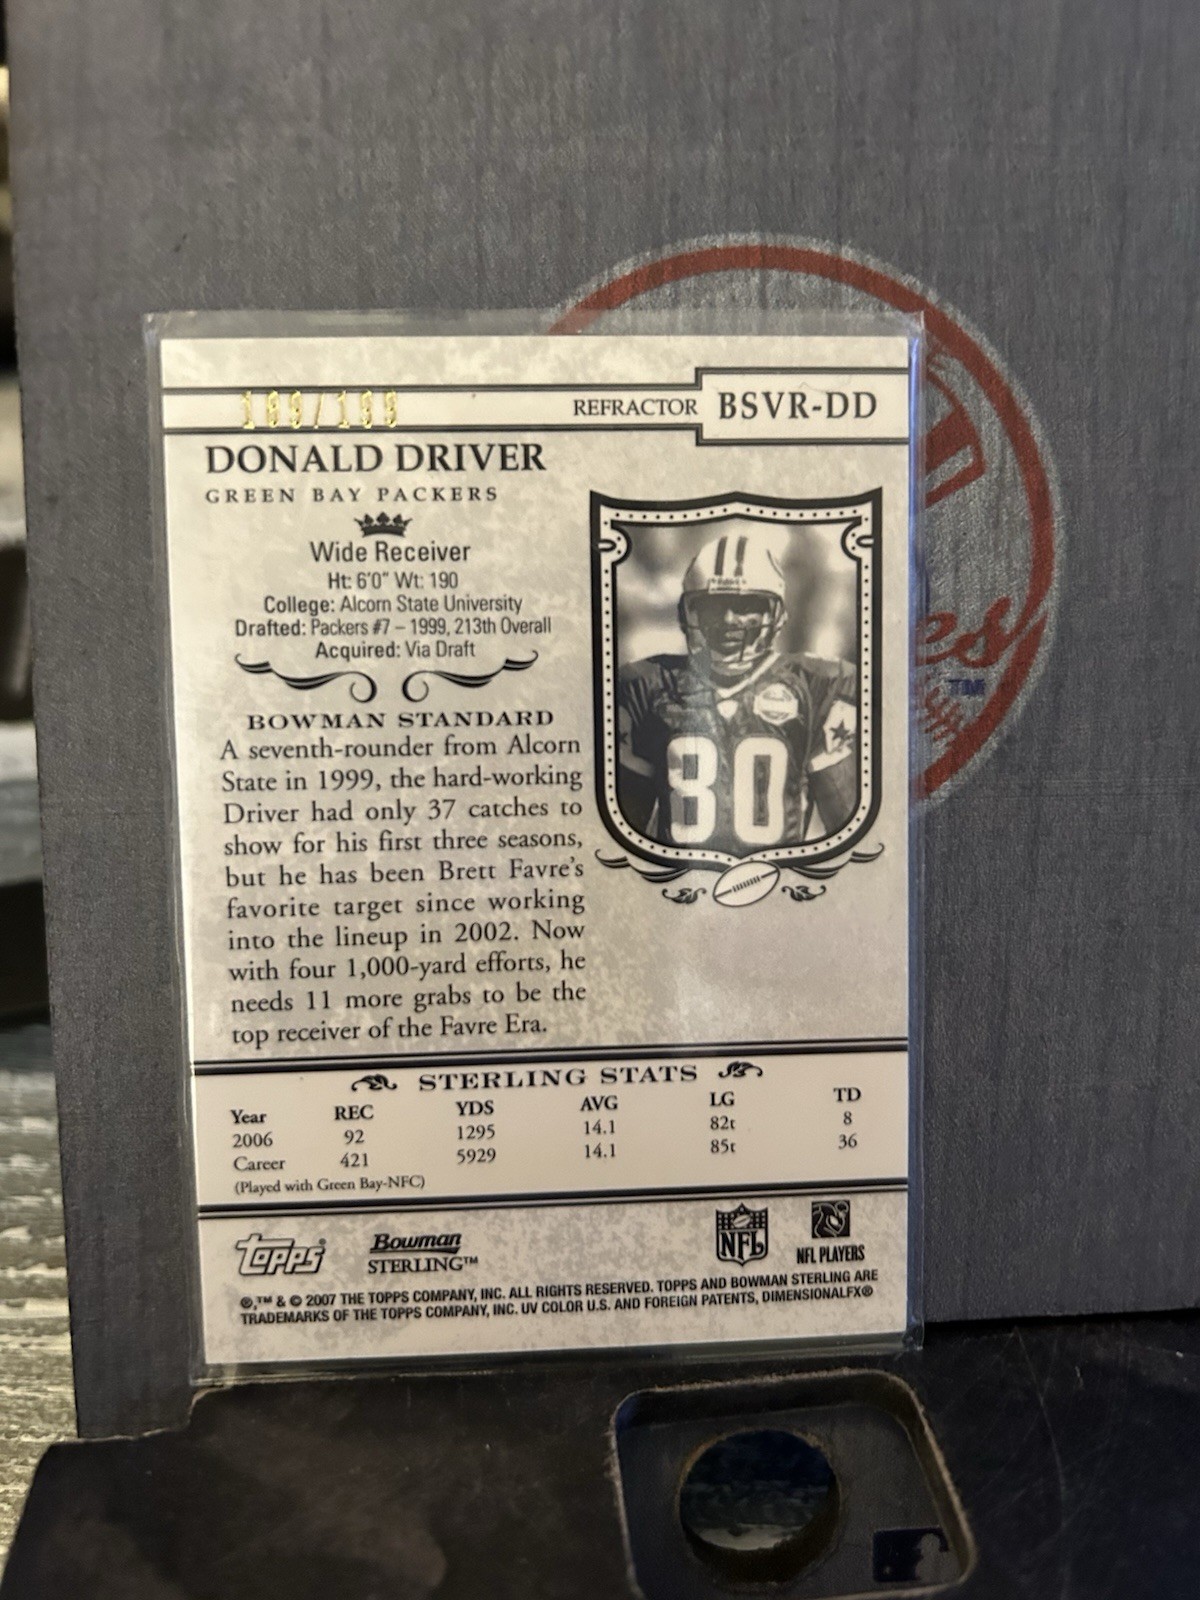 REFRACTOR BSVR-DD
DONALD DRIVER
GREEN BAY PACKERS
Wide Receiver
Ht: 6'0" Wt: 190
College: Alcorn State University
Drafted: Packers #7 – 1999, 213th Overall
Acquired: Via Draft
BOWMAN STANDARD
A seventh-rounder from Alcorn
State in 1999, the hard-working
Driver had only 37 catches to
show for his first three seasons,
but he has been Brett Favre's
favorite target since working
into the lineup in 2002. Now
with four 1,000-yard efforts, he
needs 11 more grabs to be the
top receiver of the Favre Era.
80
STERLING STATS
Year REC YDS AVG LG TD
2006 92 1295 14.1 82t 8
Career 421 5929 14.1 85t 36
(Played with Green Bay-NFC)
Topps® Bowman STERLING™ NFL NFL PLAYERS
®,™ & © 2007 THE TOPPS COMPANY, INC. ALL RIGHTS RESERVED. TOPPS AND BOWMAN STERLING ARE
TRADEMARKS OF THE TOPPS COMPANY, INC. UV COLOR U.S. AND FOREIGN PATENTS, DIMENSIONALFX®
TM